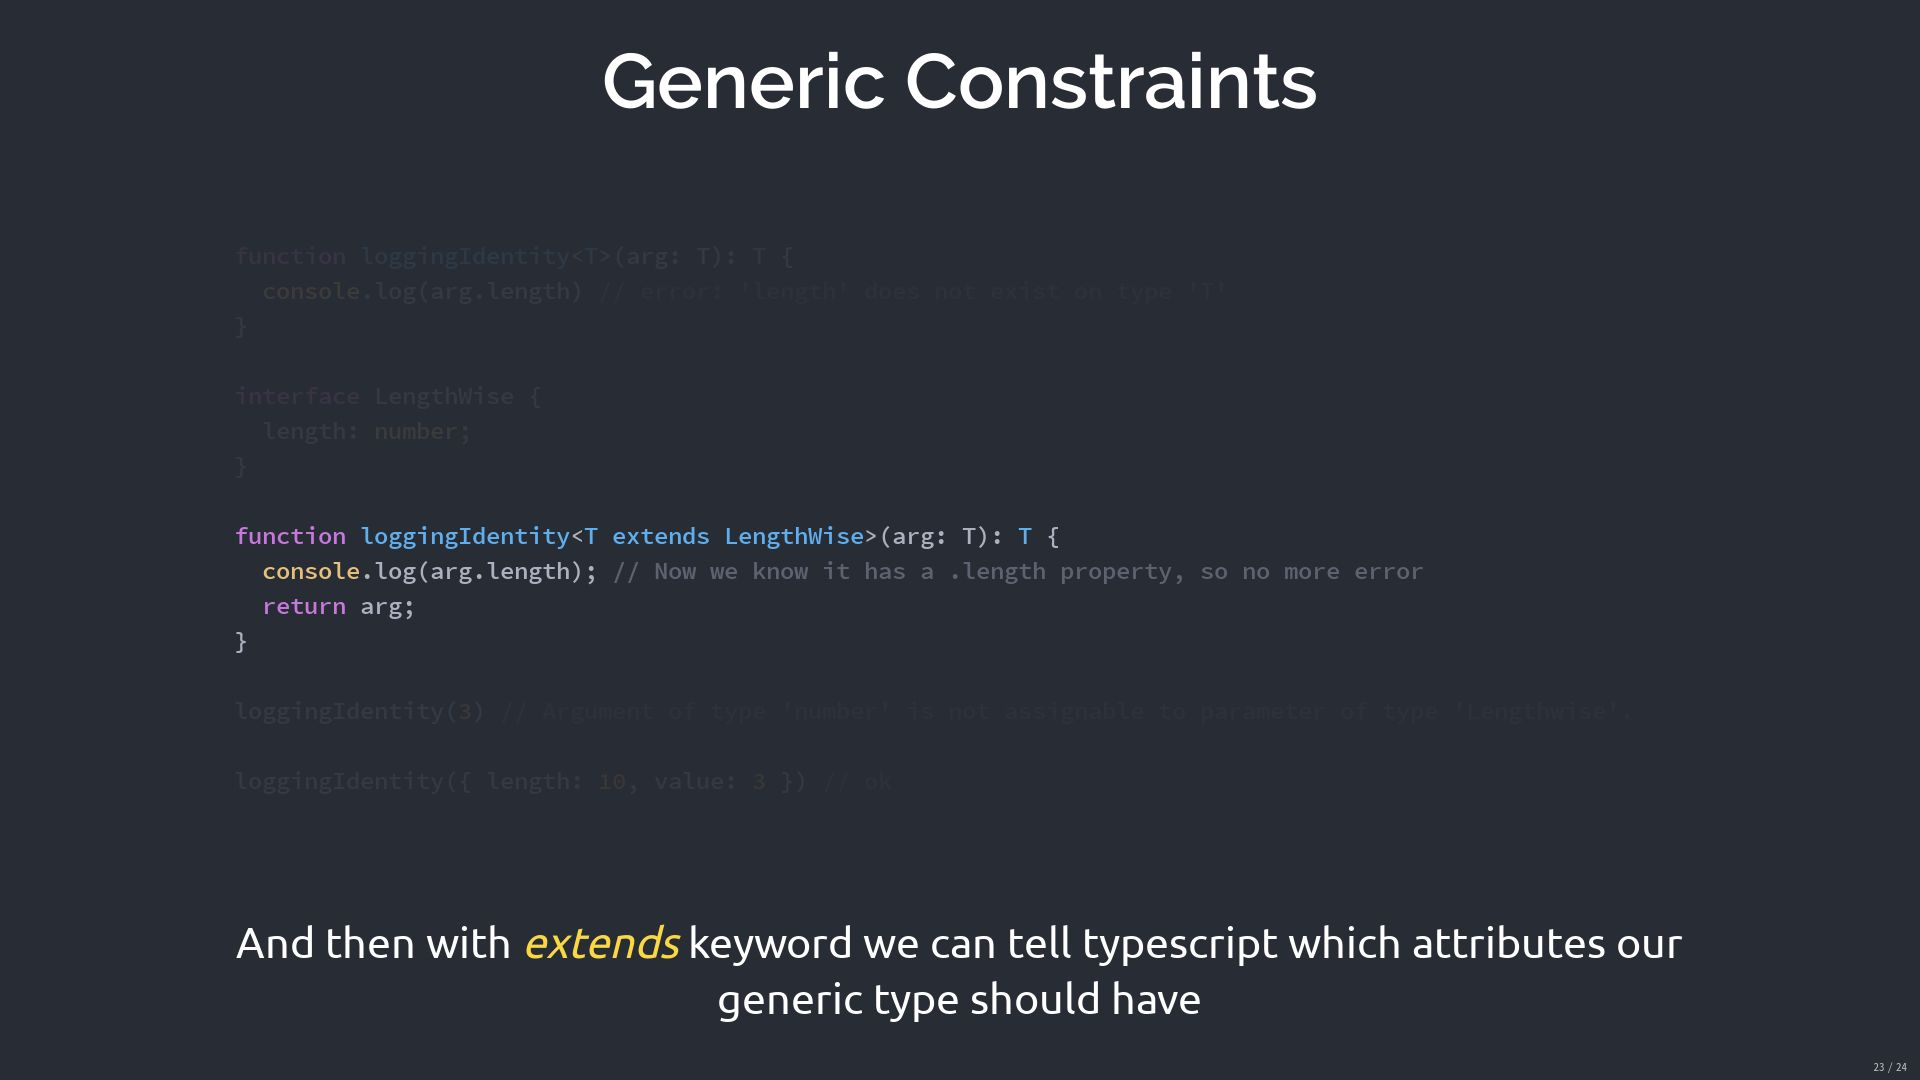 Generic Constraints
function loggingIdentity<T>(arg: T): T {
console.log(arg.length) // error: 'length' does not exist on type 'T'
}
interface LengthWise {
length: number;
}
function loggingIdentity<T extends LengthWise>(arg: T): T {
console.log(arg.length); // Now we know it has a .length property, so no more error
return arg;
}
loggingIdentity(3) // Argument of type 'number' is not assignable to parameter of type 'Lengthwise'.
loggingIdentity({ length: 10, value: 3 }) // ok
And then with extends keyword we can tell typescript which attributes our
generic type should have
23 / 24